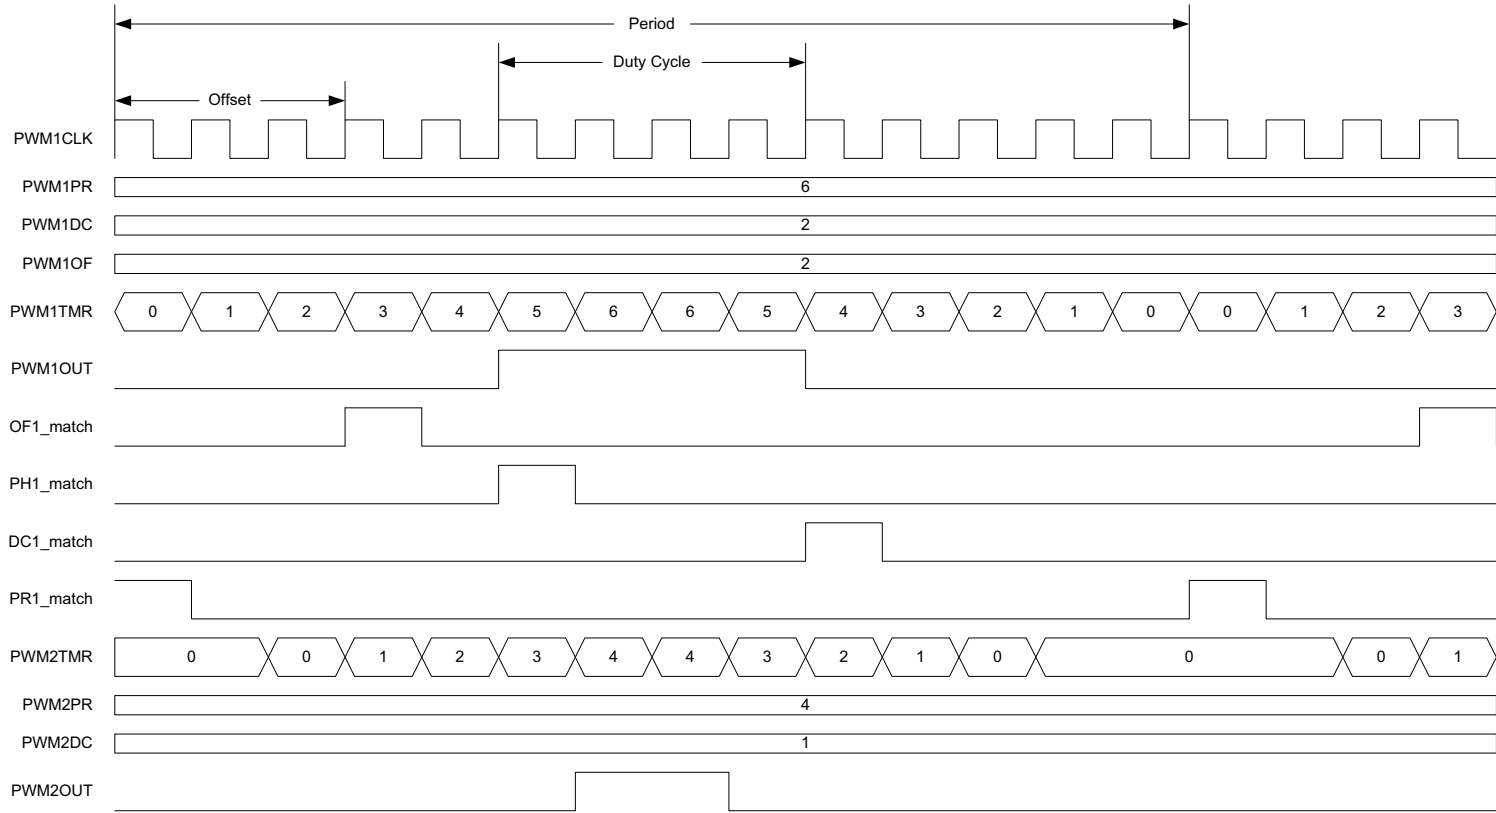 Period
Duty Cycle
Offset
PWM1CLK
PWM1PR 6
PWM1DC 2
PWM1OF 2
PWM1TMR 0 1 2 3 4 5 6 6 5 4 3 2 1 0 0 1 2 3
PWM1OUT
OF1_match
PH1_match
DC1_match
PR1_match
PWM2TMR 0 0 1 2 3 4 4 3 2 1 0 0 0 1
PWM2PR 4
PWM2DC 1
PWM2OUT